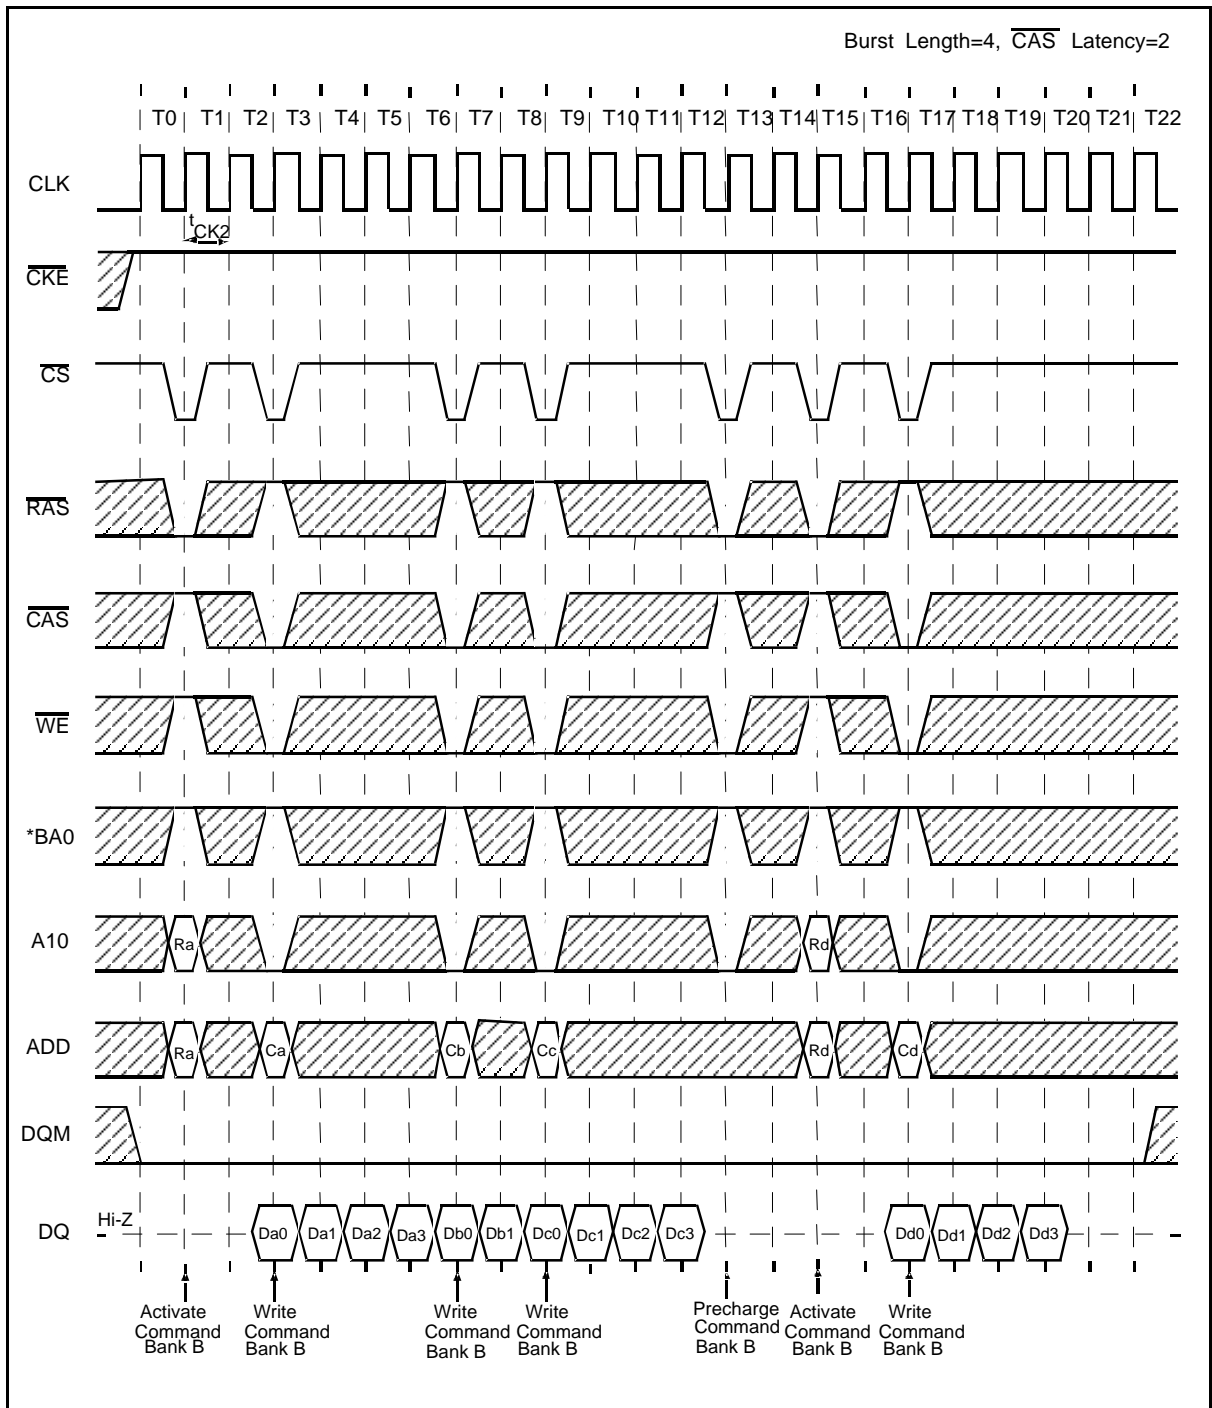 Burst Length=4, CAS Latency=2
T0 T1 T2 T3 T4 T5 T6 T7 T8 T9 T10 T11 T12 T13 T14 T15 T16 T17 T18 T19 T20 T21 T22
CLK
tCK2
CKE
CS
RAS
CAS
WE
*BA0
A10
Ra Rd
ADD
Ra Ca Cb Cc Rd Cd
DQM
Hi-Z
DQ
Da0 Da1 Da2 Da3 Db0 Db1 Dc0 Dc1 Dc2 Dc3 Dd0 Dd1 Dd2 Dd3
Activate
Command
Bank B
Write
Command
Bank B
Write
Command
Bank B
Write
Command
Bank B
Precharge
Command
Bank B
Activate
Command
Bank B
Write
Command
Bank B